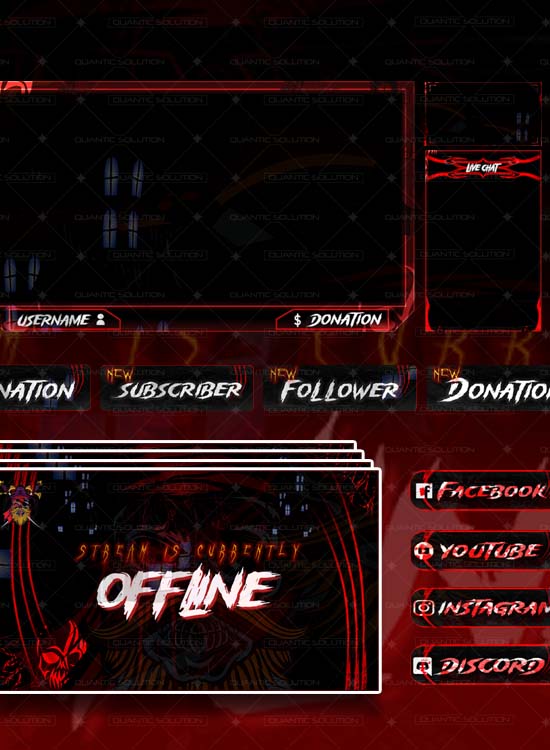 QUANTIC SOLUTION
LIVE CHAT
USERNAME
$ DONATION
NATION
NEW
SUBSCRIBER
NEW
FOLLOWER
NEW
DONATION
STREAM IS CURRENTLY
OFFLINE
FACEBOOK
YOUTUBE
INSTAGRAM
DISCORD